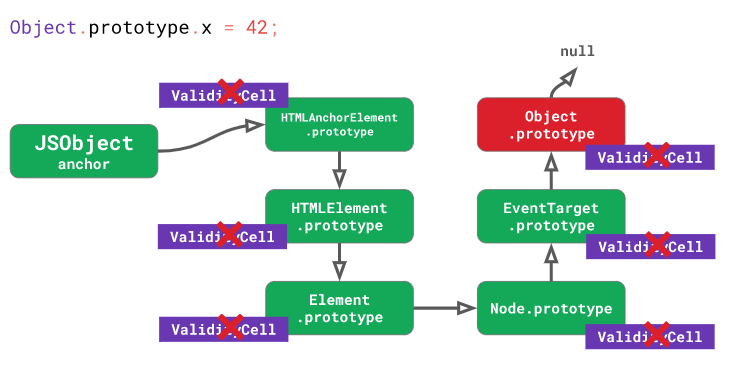 Object.prototype.x = 42;
null
ValidityCell
HTMLAnchorElement
.prototype
Object
.prototype
JSObject
anchor
ValidityCell
HTMLElement
.prototype
EventTarget
.prototype
ValidityCell
ValidityCell
Element
.prototype
Node.prototype
ValidityCell
ValidityCell